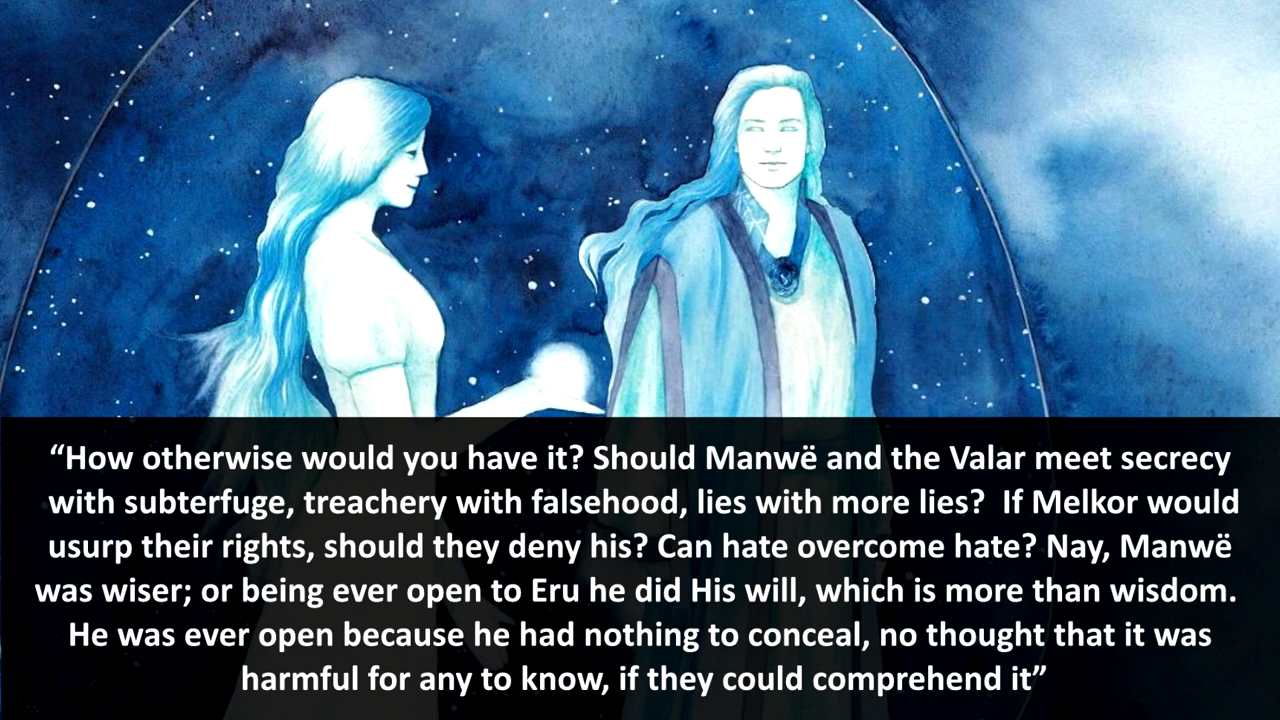 “How otherwise would you have it? Should Manwë and the Valar meet secrecy
with subterfuge, treachery with falsehood, lies with more lies?  If Melkor would
usurp their rights, should they deny his? Can hate overcome hate? Nay, Manwë
was wiser; or being ever open to Eru he did His will, which is more than wisdom.
He was ever open because he had nothing to conceal, no thought that it was
harmful for any to know, if they could comprehend it”